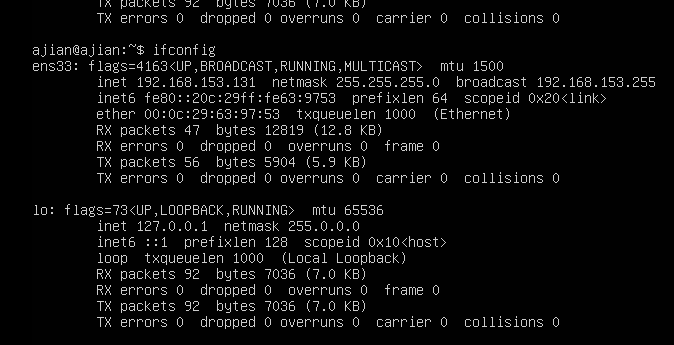 TX packets 92  bytes 7036 (7.0 KB)
TX errors 0  dropped 0 overruns 0  carrier 0  collisions 0
ajian@ajian:~$ ifconfig
ens33: flags=4163<UP,BROADCAST,RUNNING,MULTICAST>  mtu 1500
inet 192.168.153.131  netmask 255.255.255.0  broadcast 192.168.153.255
inet6 fe80::20c:29ff:fe63:9753  prefixlen 64  scopeid 0x20<link>
ether 00:0c:29:63:97:53  txqueuelen 1000  (Ethernet)
RX packets 47  bytes 12819 (12.8 KB)
RX errors 0  dropped 0  overruns 0  frame 0
TX packets 56  bytes 5904 (5.9 KB)
TX errors 0  dropped 0 overruns 0  carrier 0  collisions 0
lo: flags=73<UP,LOOPBACK,RUNNING>  mtu 65536
inet 127.0.0.1  netmask 255.0.0.0
inet6 ::1  prefixlen 128  scopeid 0x10<host>
loop  txqueuelen 1000  (Local Loopback)
RX packets 92  bytes 7036 (7.0 KB)
RX errors 0  dropped 0  overruns 0  frame 0
TX packets 92  bytes 7036 (7.0 KB)
TX errors 0  dropped 0 overruns 0  carrier 0  collisions 0